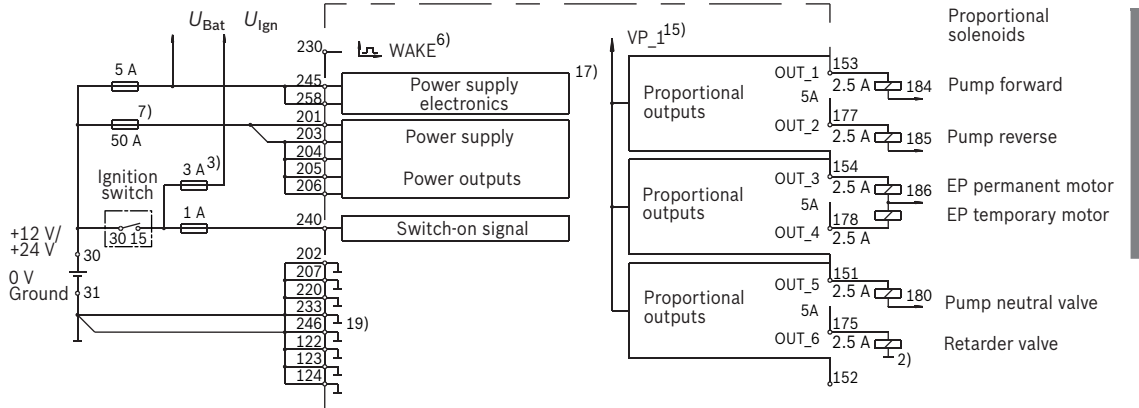 U_Bat U_Ign
5 A
7)
50 A
Ignition
switch
3 A 3)
1 A
30 15
+12 V/
+24 V
30
0 V
Ground
31
230
WAKE 6)
245
258
Power supply
electronics
17)
201
203
204
205
206
Power supply
Power outputs
240
Switch-on signal
202
207
220
233
246
122
123
124
19)
VP_1 15)
Proportional
solenoids
Proportional
outputs
OUT_1
153
2.5 A
184
Pump forward
5A
OUT_2
177
2.5 A
185
Pump reverse
Proportional
outputs
OUT_3
154
2.5 A
186
EP permanent motor
5A
OUT_4
178
2.5 A
EP temporary motor
Proportional
outputs
OUT_5
151
2.5 A
180
Pump neutral valve
5A
OUT_6
175
2.5 A
2)
Retarder valve
152